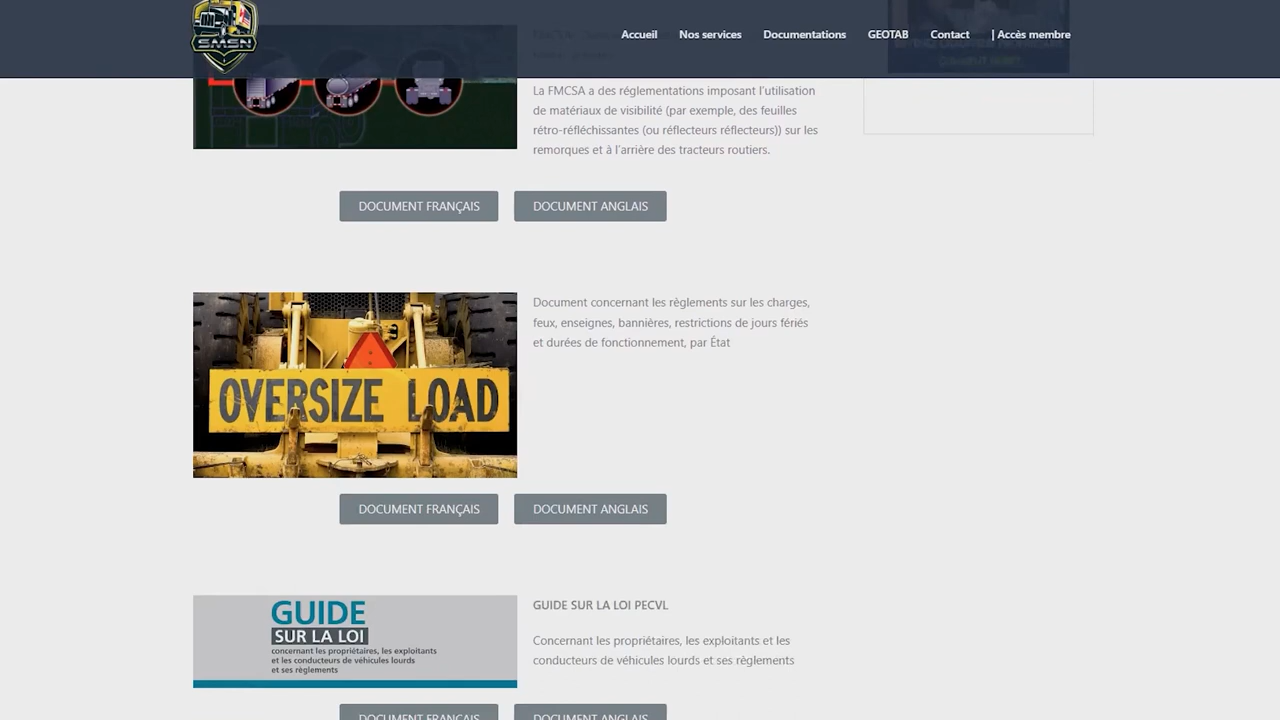 SMSN
Accueil
Nos services
Documentations
GEOTAB
Contact
| Accès membre
La FMCSA a des réglementations imposant l'utilisation
de matériaux de visibilité (par exemple, des feuilles
rétro-réfléchissantes (ou réflecteurs réflecteurs)) sur les
remorques et à l'arrière des tracteurs routiers.
DOCUMENT FRANÇAIS
DOCUMENT ANGLAIS
OVERSIZE LOAD
Document concernant les règlements sur les charges,
feux, enseignes, bannières, restrictions de jours fériés
et durées de fonctionnement, par État
DOCUMENT FRANÇAIS
DOCUMENT ANGLAIS
GUIDE
SUR LA LOI
concernant les propriétaires, les exploitants
et les conducteurs de véhicules lourds
et ses règlements
GUIDE SUR LA LOI PECVL
Concernant les propriétaires, les exploitants et les
conducteurs de véhicules lourds et ses règlements
DOCUMENT FRANÇAIS
DOCUMENT ANGLAIS